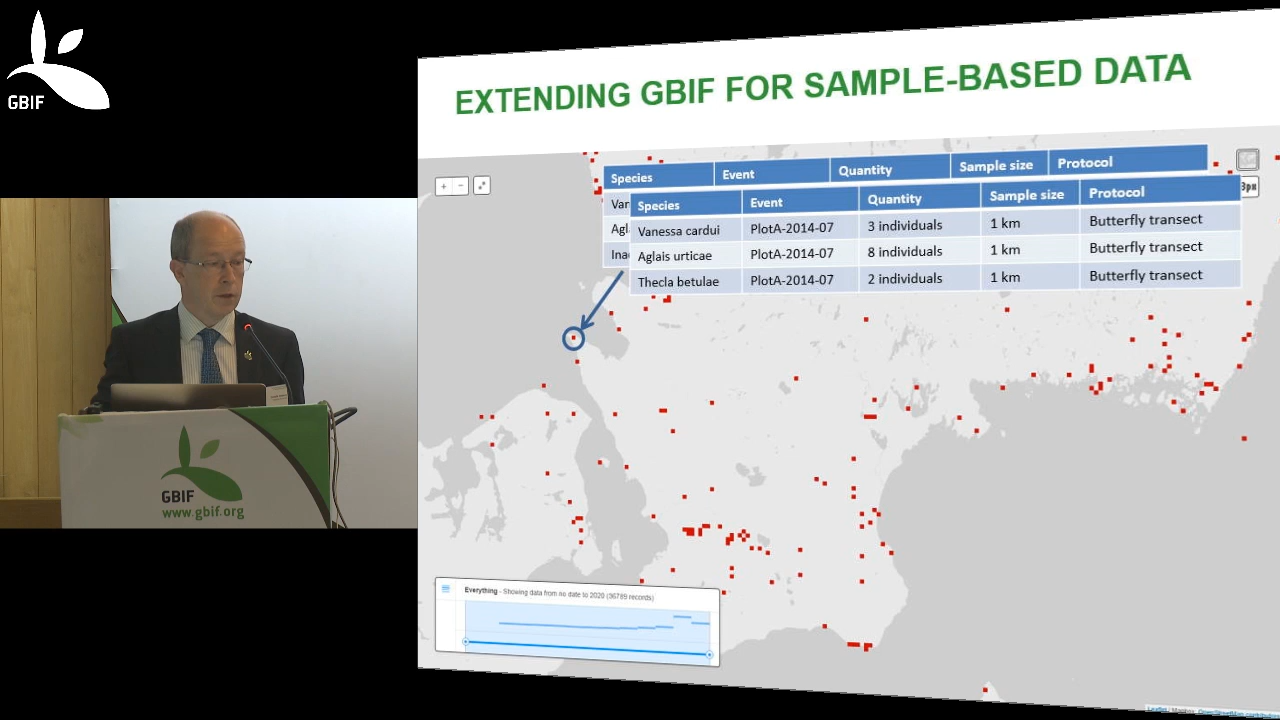 GBIF
EXTENDING GBIF FOR SAMPLE-BASED DATA
Species Event Quantity Sample size Protocol
Species Event Quantity Sample size Protocol
Vanessa cardui PlotA-2014-07 3 individuals 1 km Butterfly transect
Aglais urticae PlotA-2014-07 8 individuals 1 km Butterfly transect
Thecla betulae PlotA-2014-07 2 individuals 1 km Butterfly transect
Everything - Showing data from no date to 2020 (36789 records)
GBIF
www.gbif.org